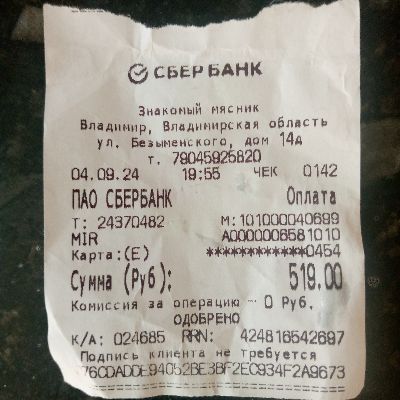 СБЕР БАНК
Знакомый мясник
Владимир, Владимирская область
ул. Безыменского, дом 14д
т. 79045925820
04.09.24 19:55 ЧЕК 0142
ПАО СБЕРБАНК Оплата
Т: 24370482 М:101000040699
MIR A0000006581010
Карта:(E) ************0454
Сумма (Руб): 519.00
Комиссия за операцию – 0 Руб.
ОДОБРЕНО
К/А: 024685 RRN: 424816542697
Подпись клиента не требуется